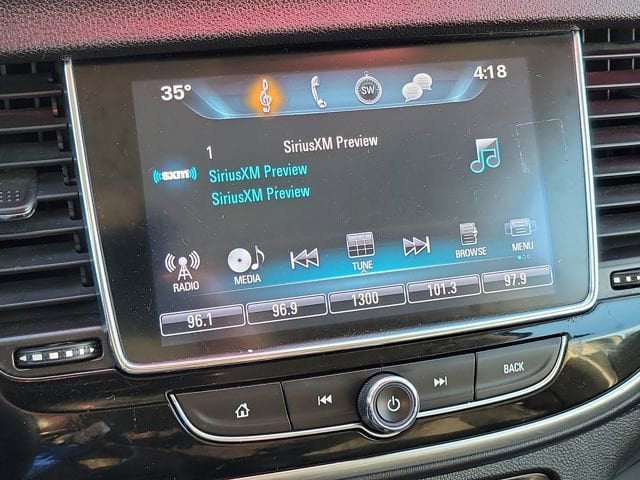 35°
4:18
SW
1 SiriusXM Preview
((sxm))
SiriusXM Preview
SiriusXM Preview
RADIO
MEDIA
TUNE
BROWSE
MENU
96.1
96.9
1300
101.3
97.9
BACK